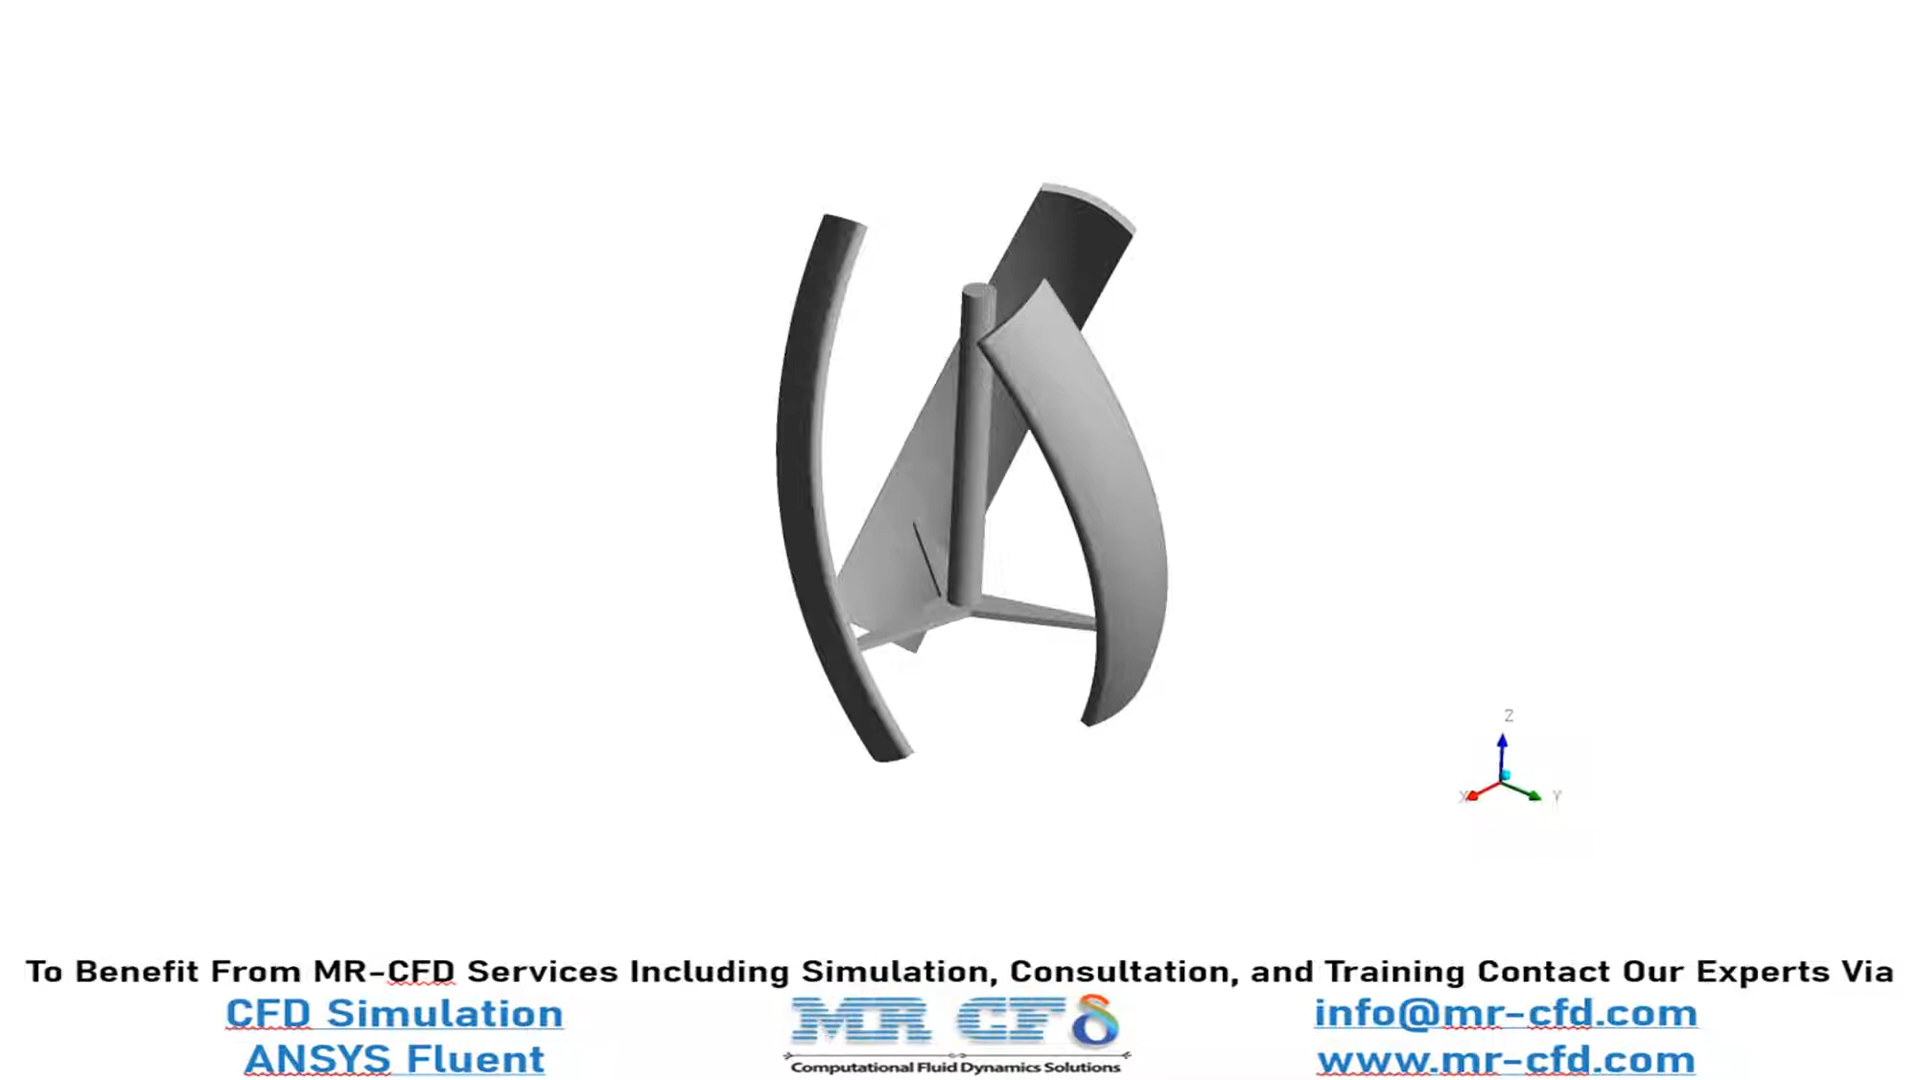 Z
X
Y
To Benefit From MR-CFD Services Including Simulation, Consultation, and Training Contact Our Experts Via
CFD Simulation
MR CFδ
info@mr-cfd.com
ANSYS Fluent
Computational Fluid Dynamics Solutions
www.mr-cfd.com